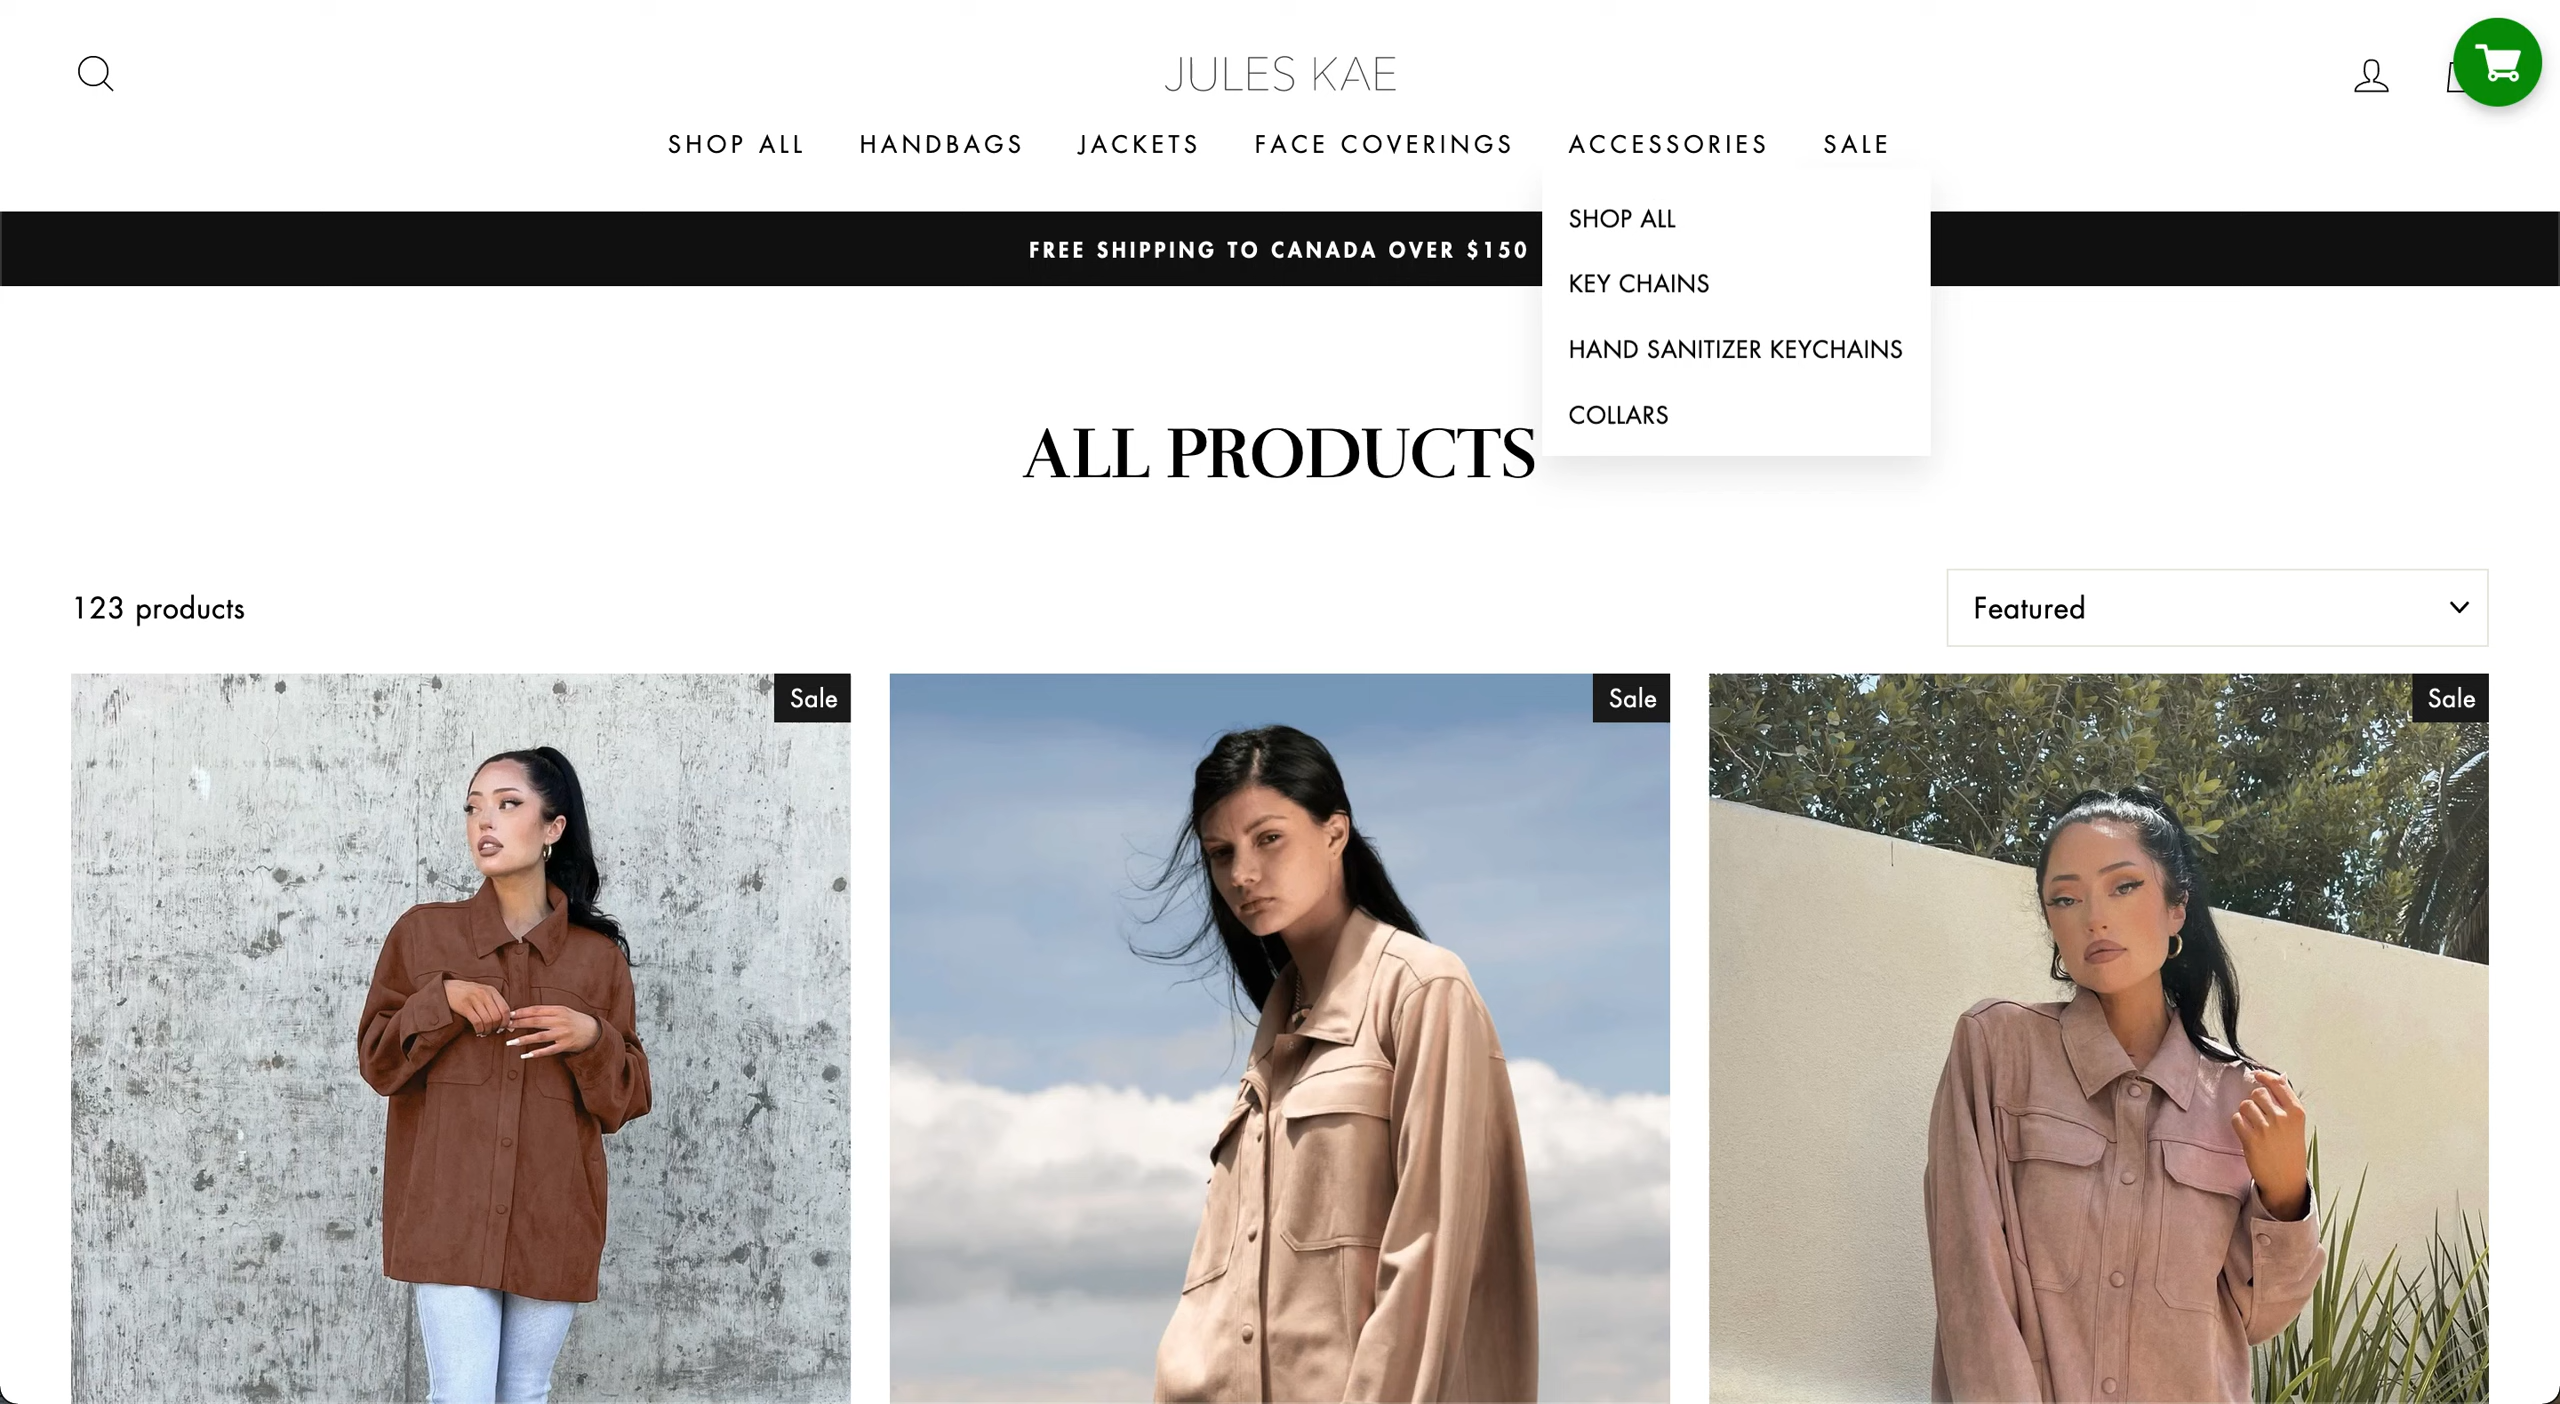 JULES KAE
SHOP ALL HANDBAGS JACKETS FACE COVERINGS ACCESSORIES SALE
SHOP ALL
KEY CHAINS
HAND SANITIZER KEYCHAINS
COLLARS
FREE SHIPPING TO CANADA OVER $150
ALL PRODUCTS
123 products
Featured
Sale
Sale
Sale